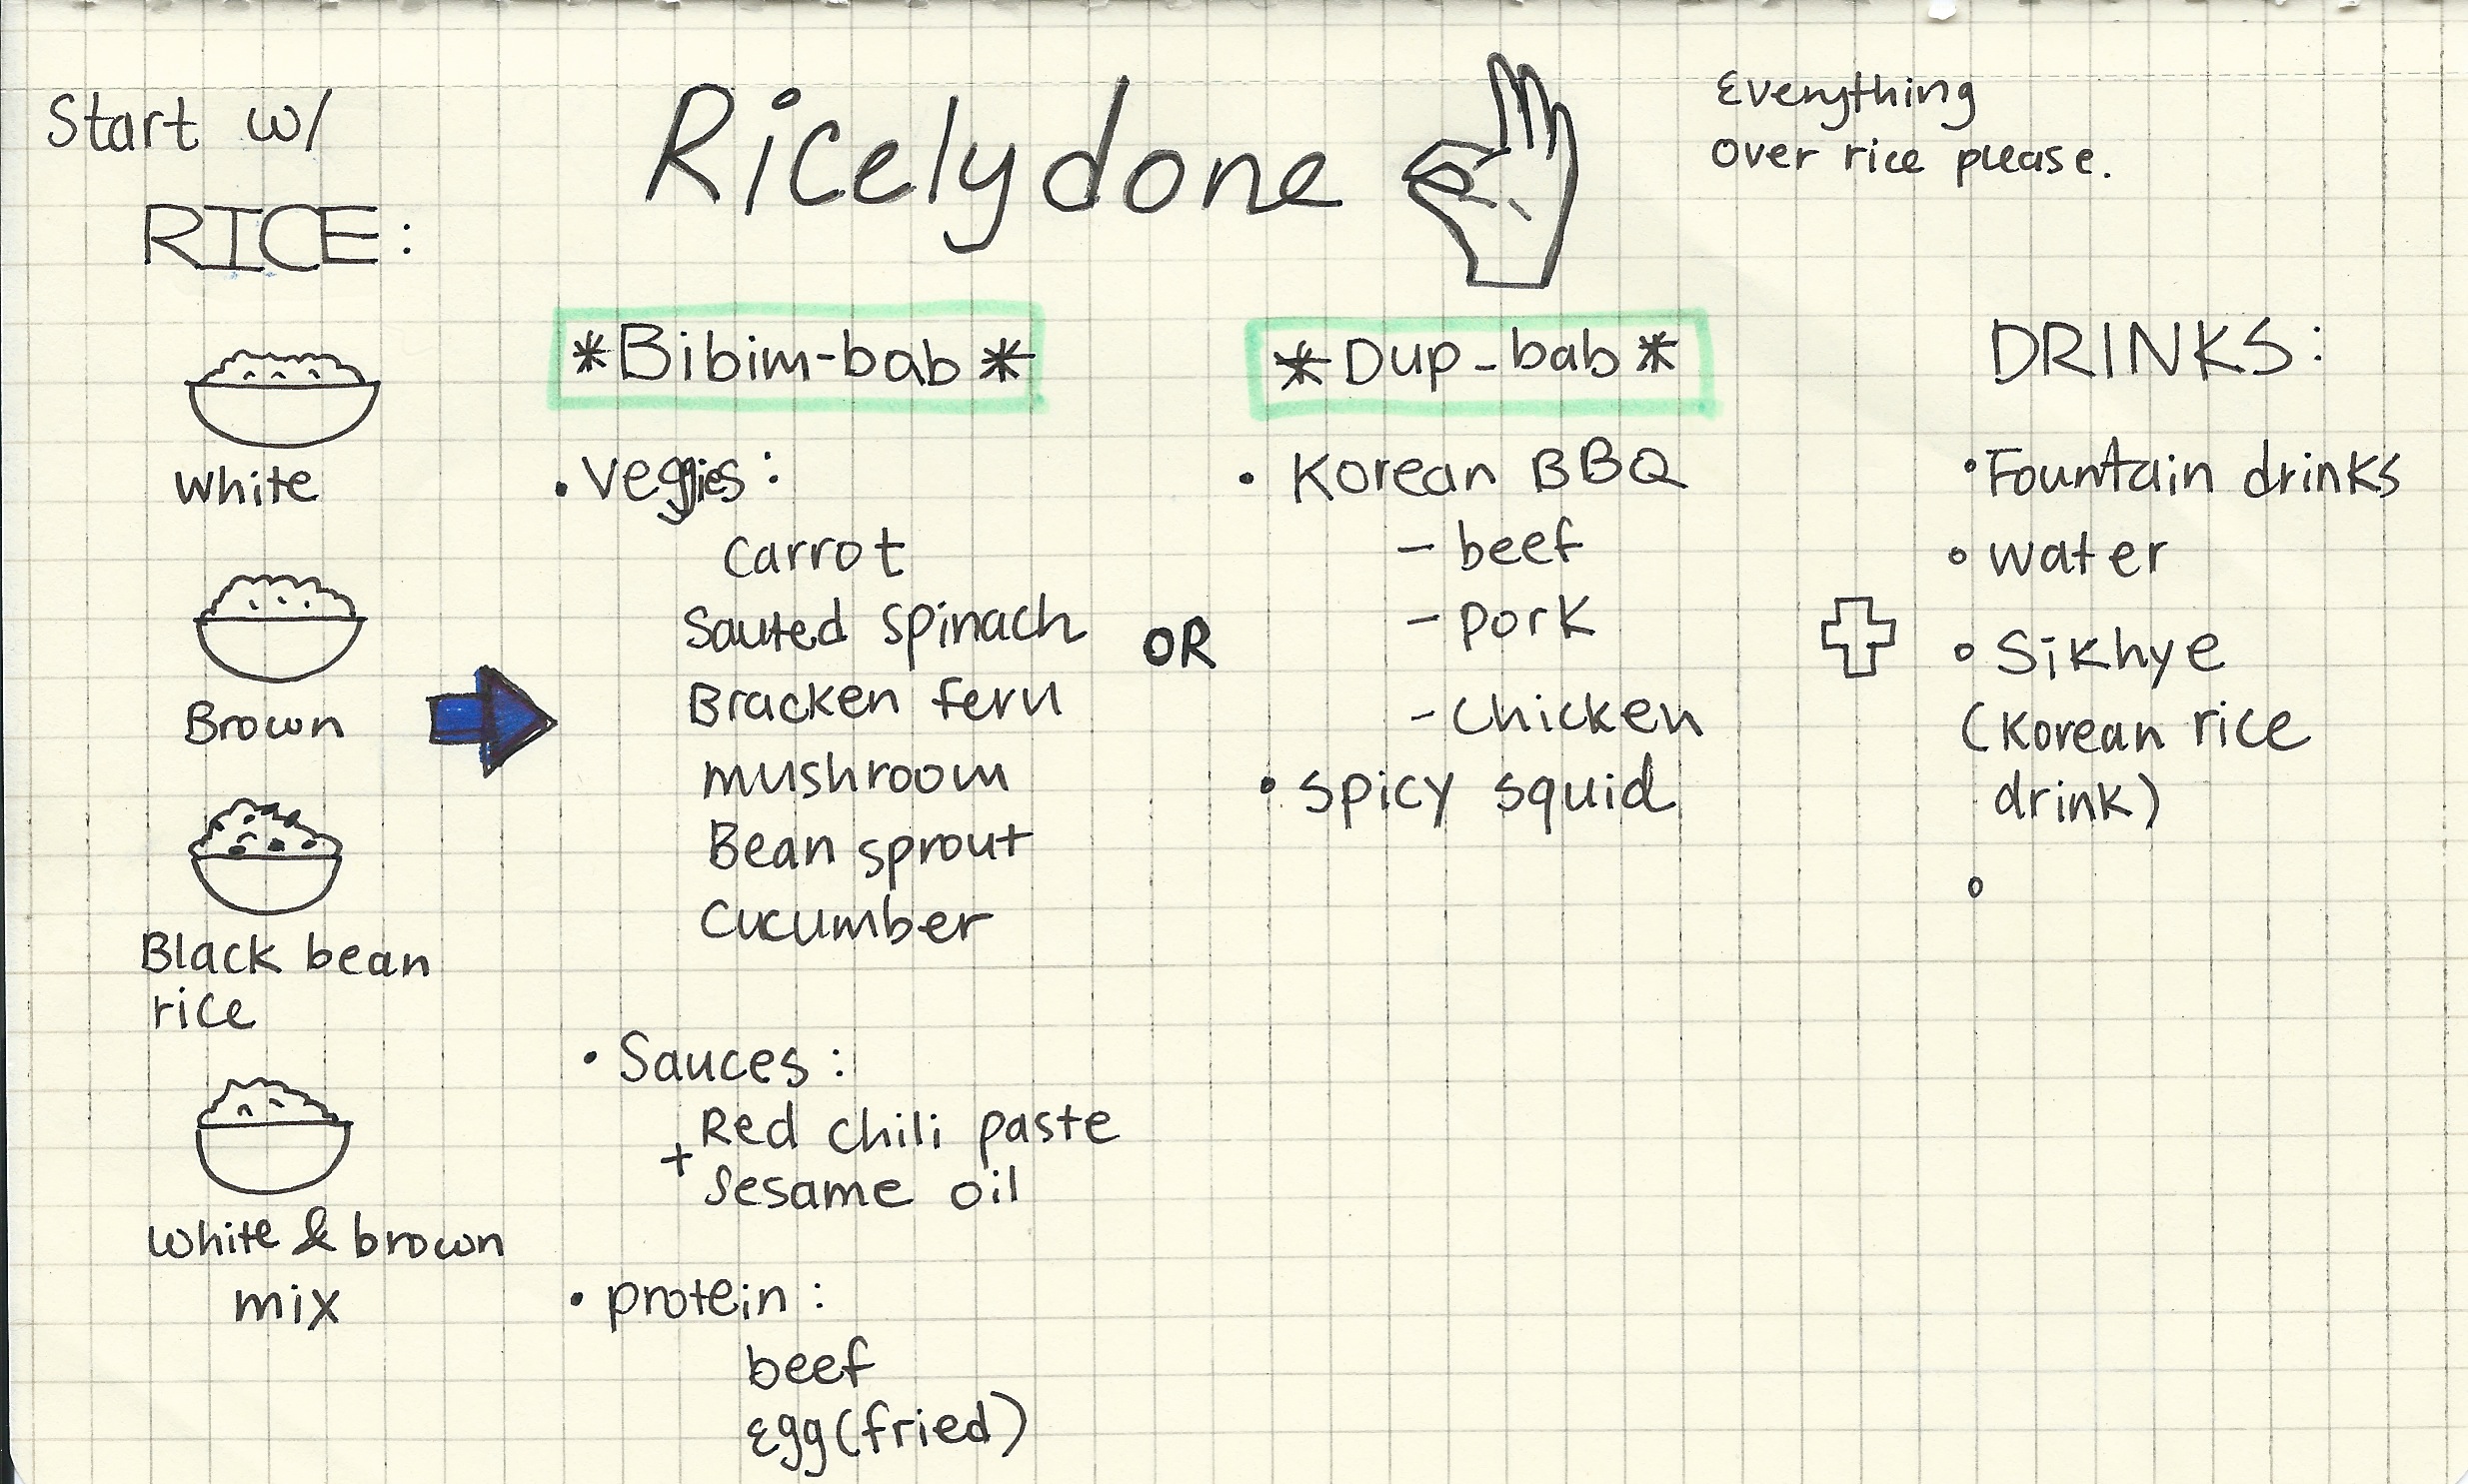 Start w/
RICE:
White
Brown
Black bean
rice
White & brown
mix
Ricelydone
Everything
over rice please.
*Bibim-bab*
• Veggies:
Carrot
Sauted spinach
Bracken fern
mushroom
Bean sprout
Cucumber
• Sauces:
Red chili paste
+
Sesame oil
• protein:
beef
Egg(fried)
OR
*Dup-bab*
• Korean BBQ
- beef
- pork
- Chicken
• spicy squid
DRINKS:
• Fountain drinks
• water
• Sikhye
(Korean rice
drink)